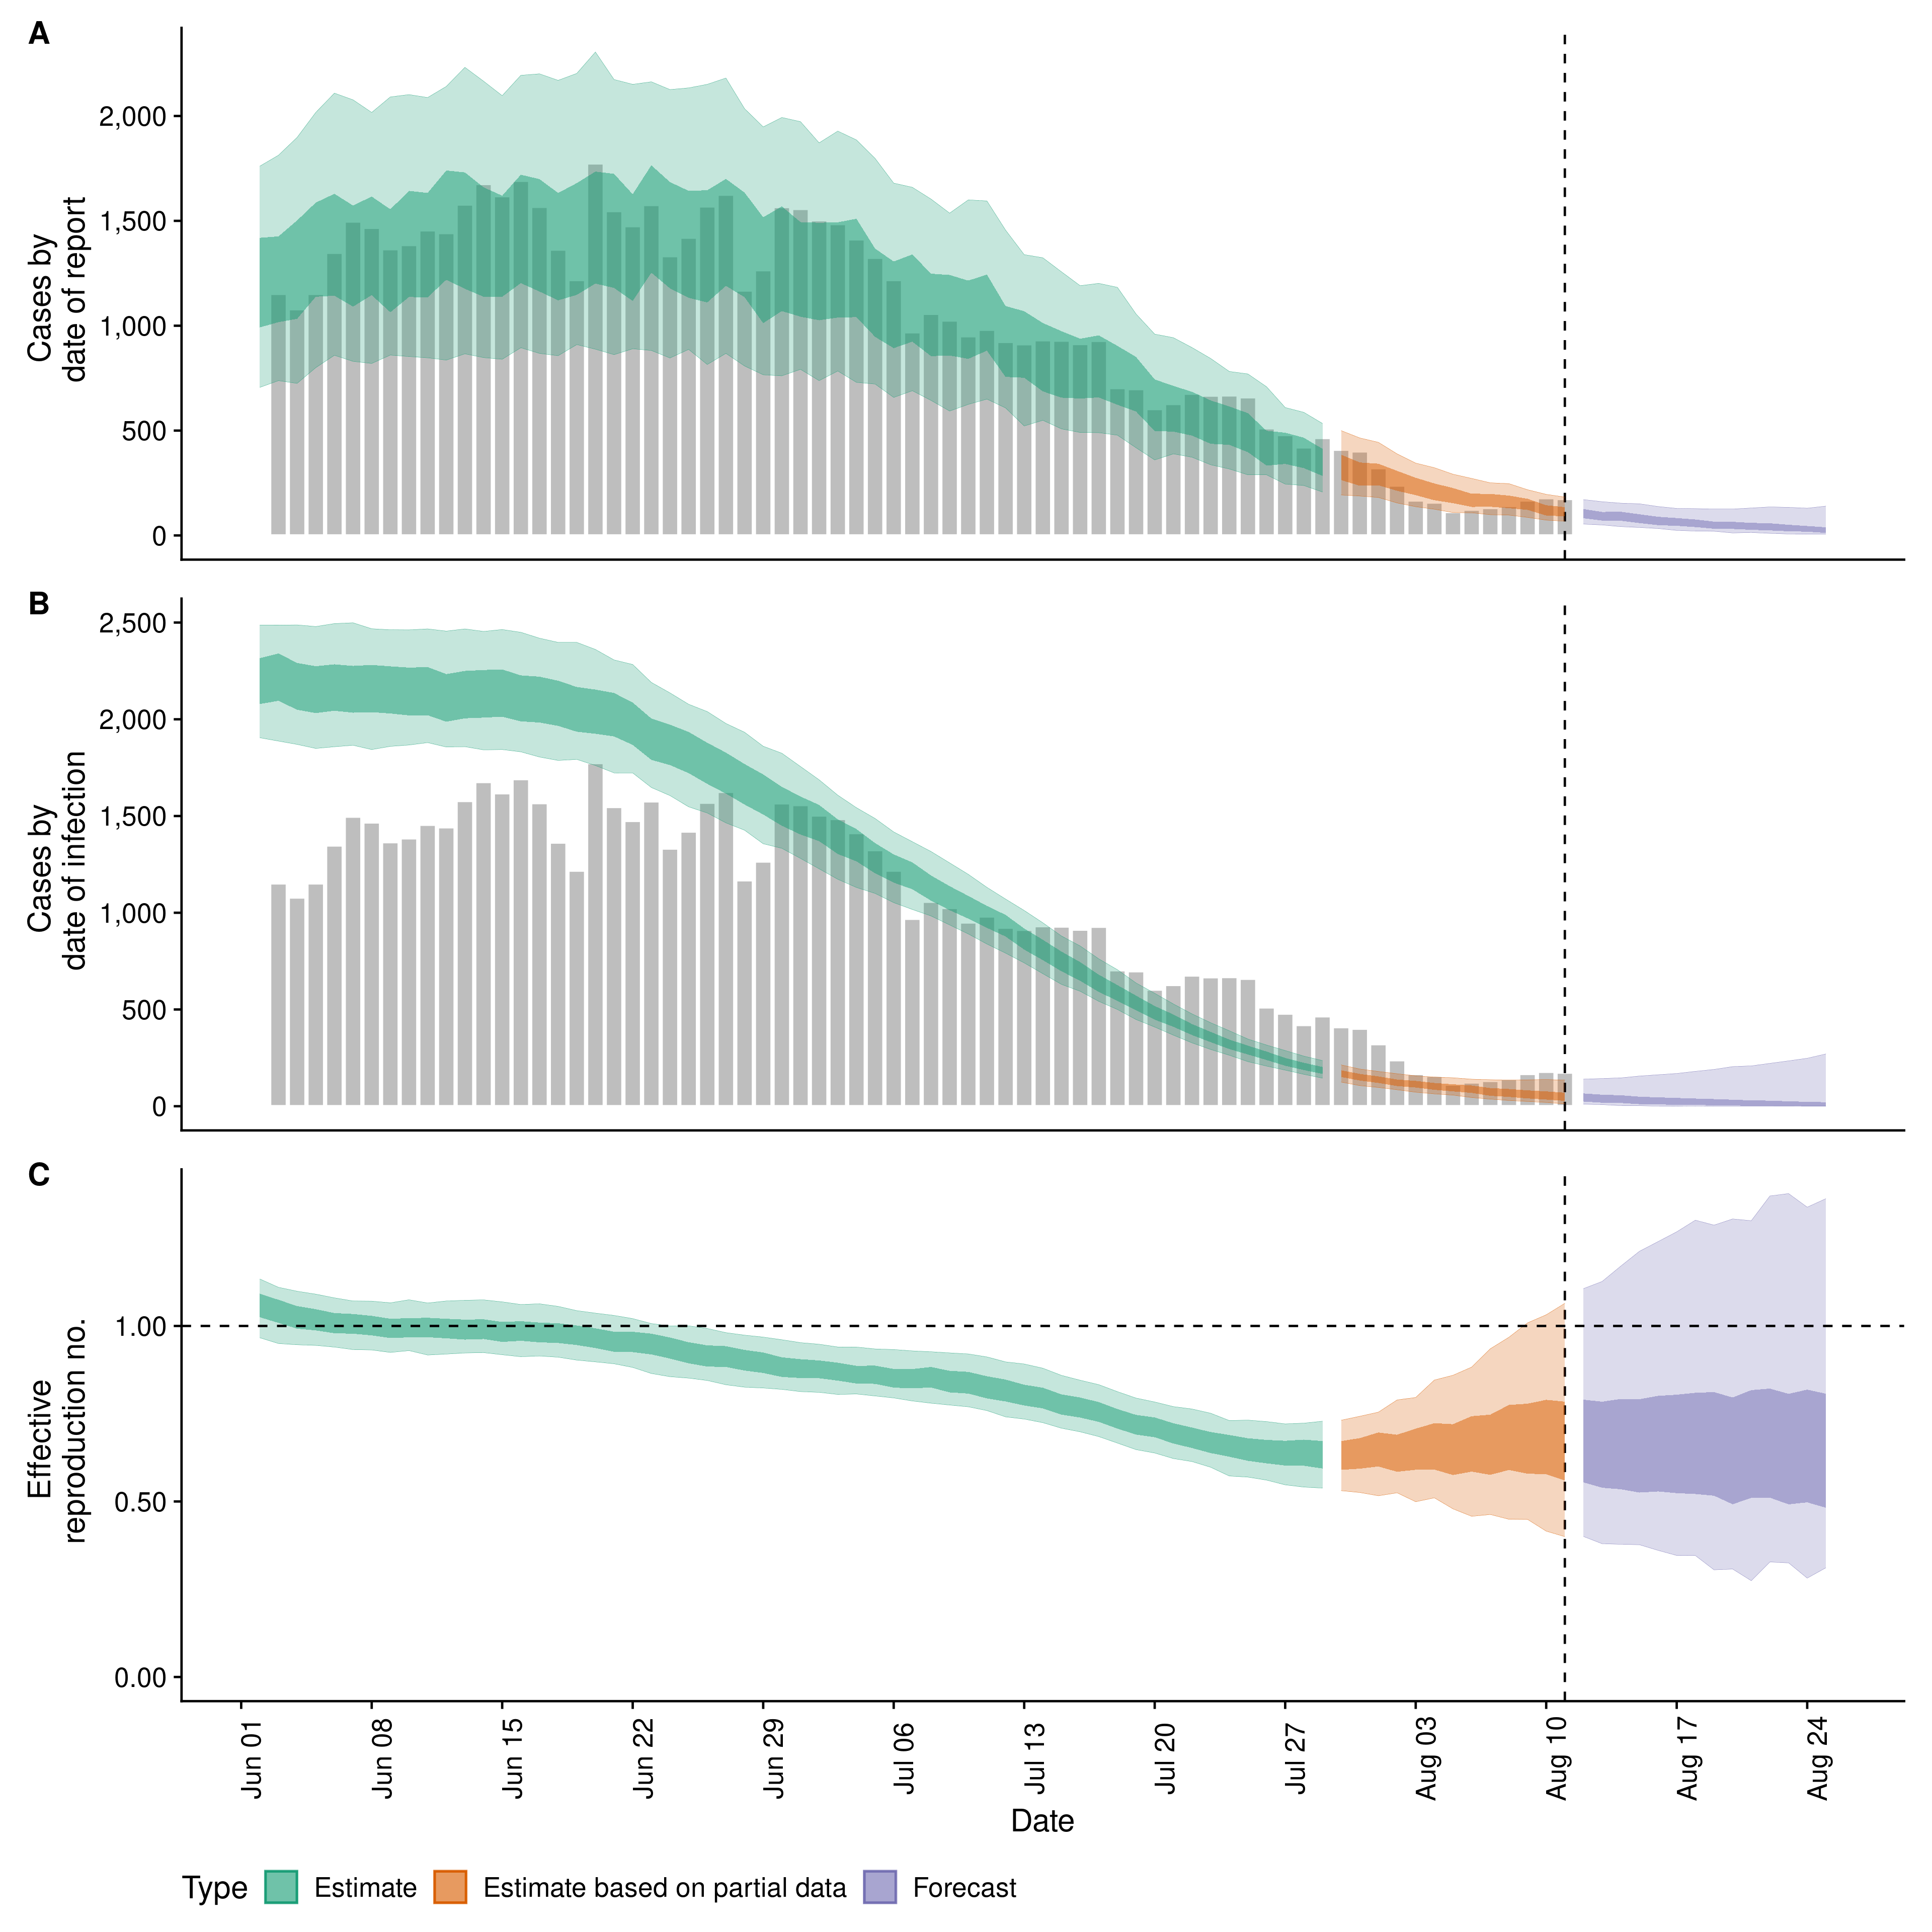 A
Cases by
date of report
2,000
1,500
1,000
500
0
B
Cases by
date of infection
2,500
2,000
1,500
1,000
500
0
C
Effective
reproduction no.
1.00
0.50
0.00
Jun 01
Jun 08
Jun 15
Jun 22
Jun 29
Jul 06
Jul 13
Jul 20
Jul 27
Aug 03
Aug 10
Aug 17
Aug 24
Date
Type
Estimate
Estimate based on partial data
Forecast